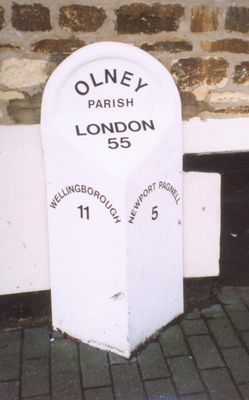 OLNEY
PARISH
LONDON
55
WELLINGBOROUGH
11
NEWPORT PAGNELL
5